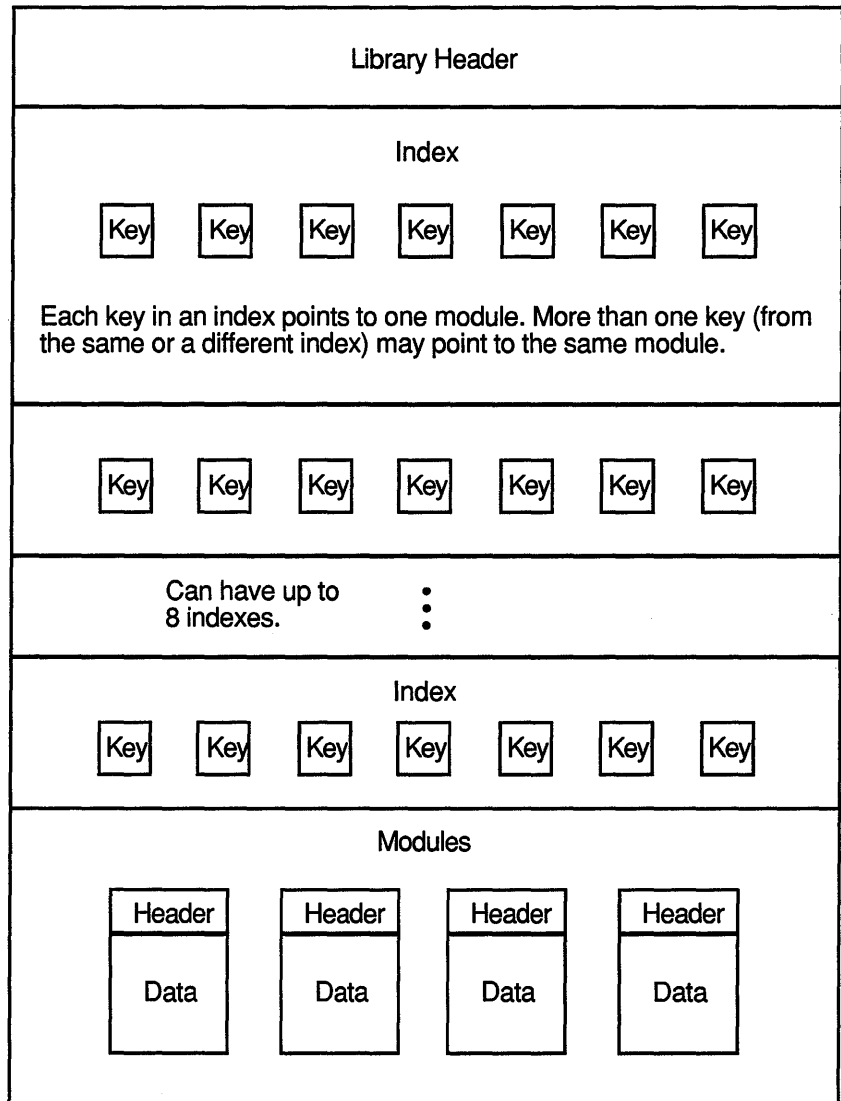 Library Header
Index
Key Key Key Key Key Key Key
Each key in an index points to one module. More than one key (from
the same or a different index) may point to the same module.
Key Key Key Key Key Key Key
Can have up to
8 indexes.
Index
Key Key Key Key Key Key Key
Modules
Header Header Header Header
Data Data Data Data